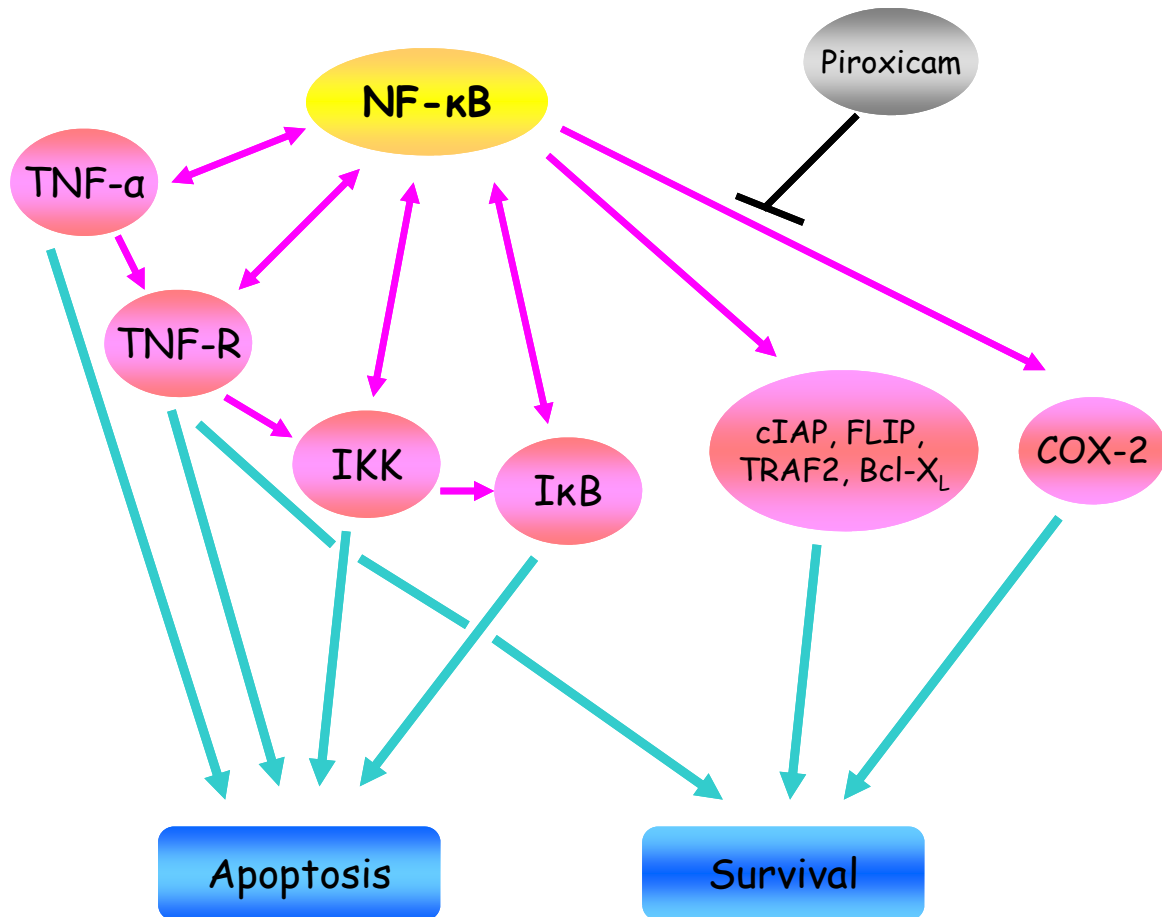 Piroxicam
NF-κB
TNF-α
TNF-R
cIAP, FLIP,
TRAF2, Bcl-XL
COX-2
IKK
IκB
Apoptosis
Survival